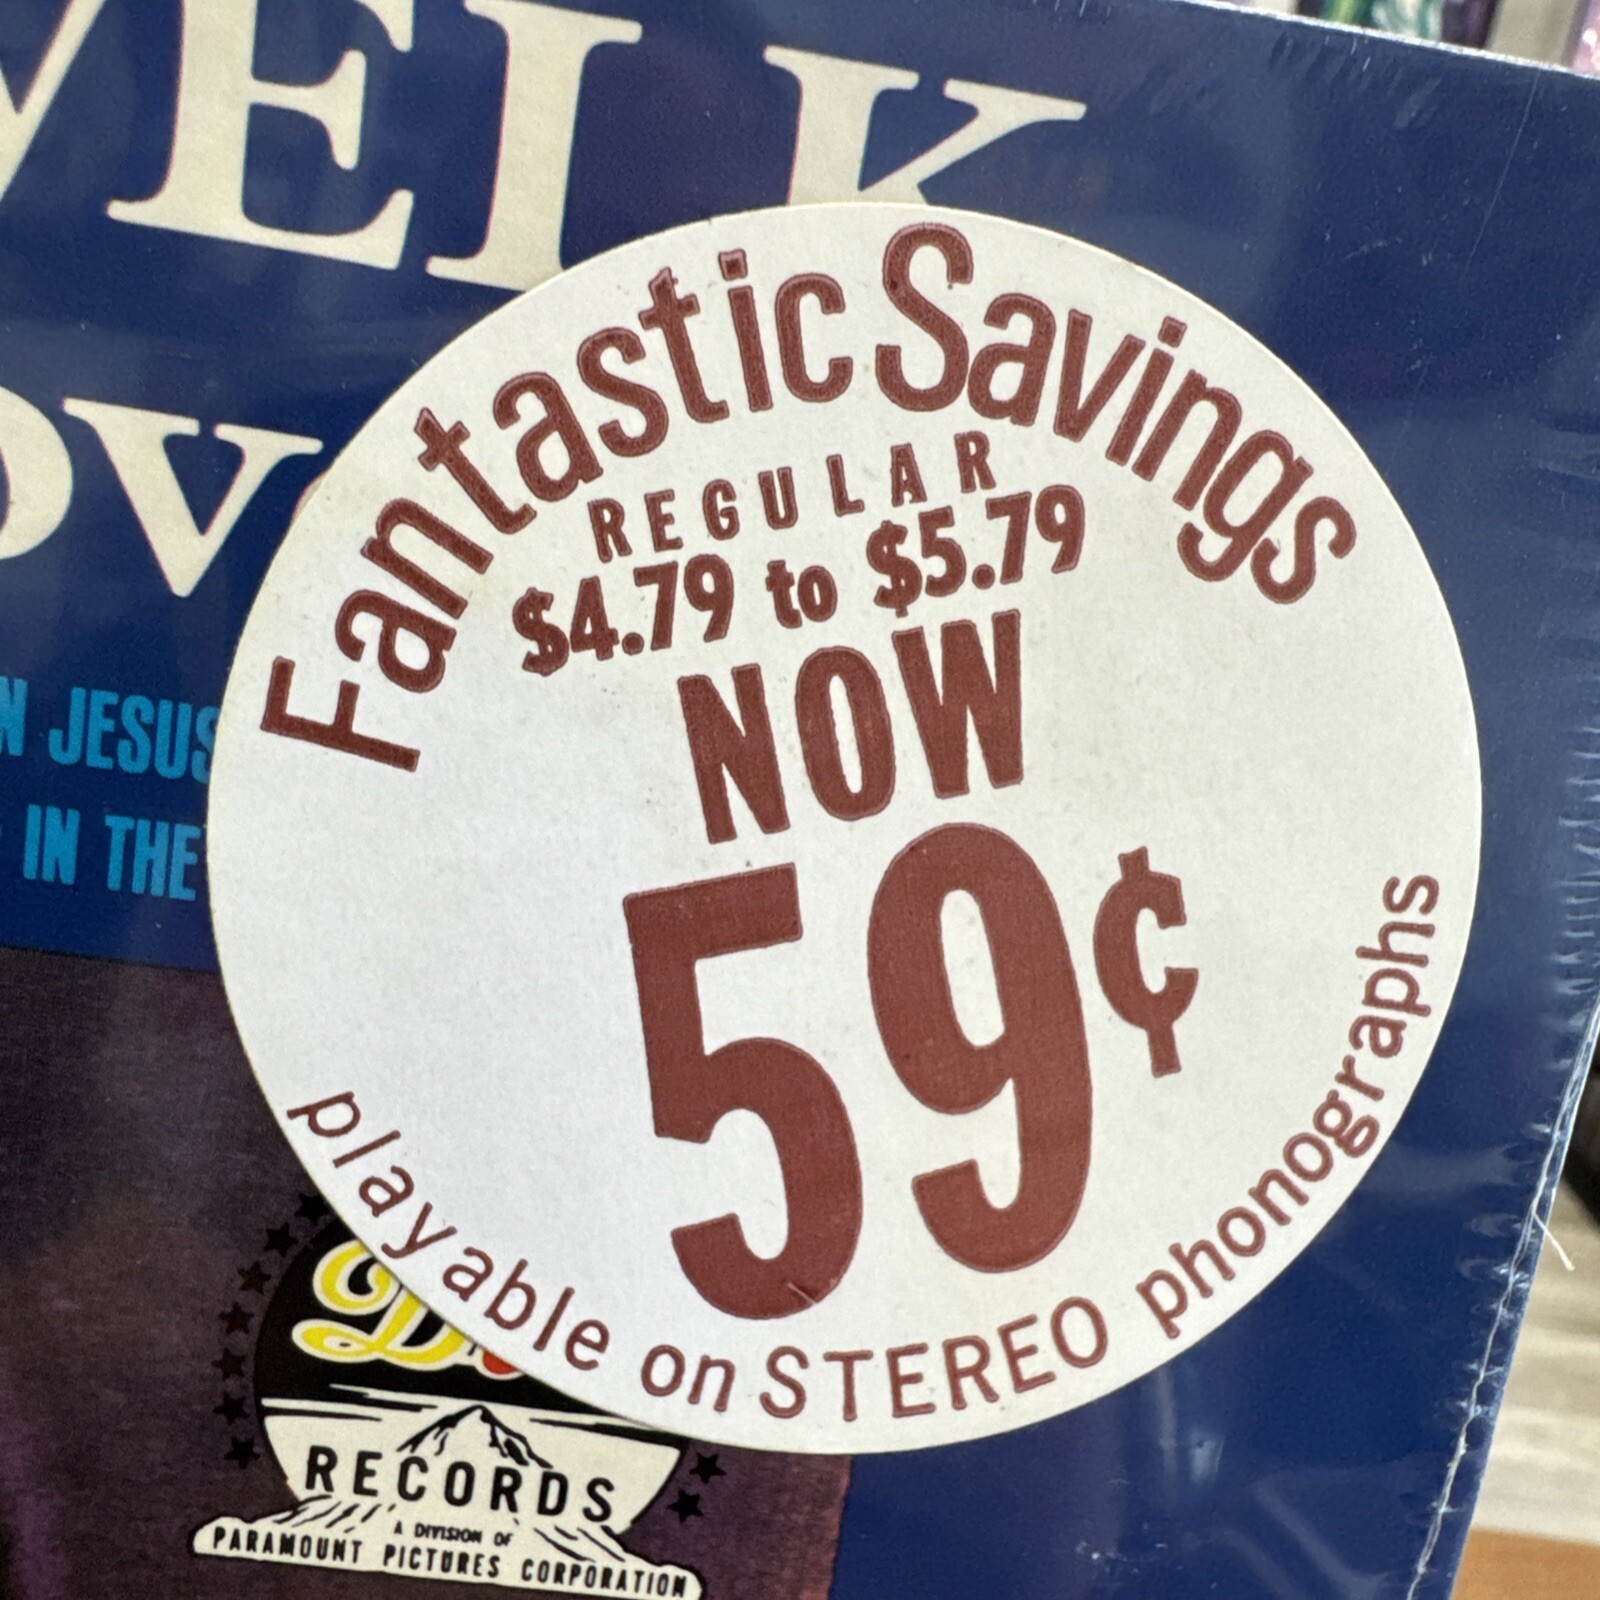 WELK
OV
Fantastic Savings
REGULAR
$4.79 to $5.79
NOW
59¢
playable on STEREO phonographs
JESUS
IN THE
RECORDS
A DIVISION OF
PARAMOUNT PICTURES CORPORATION